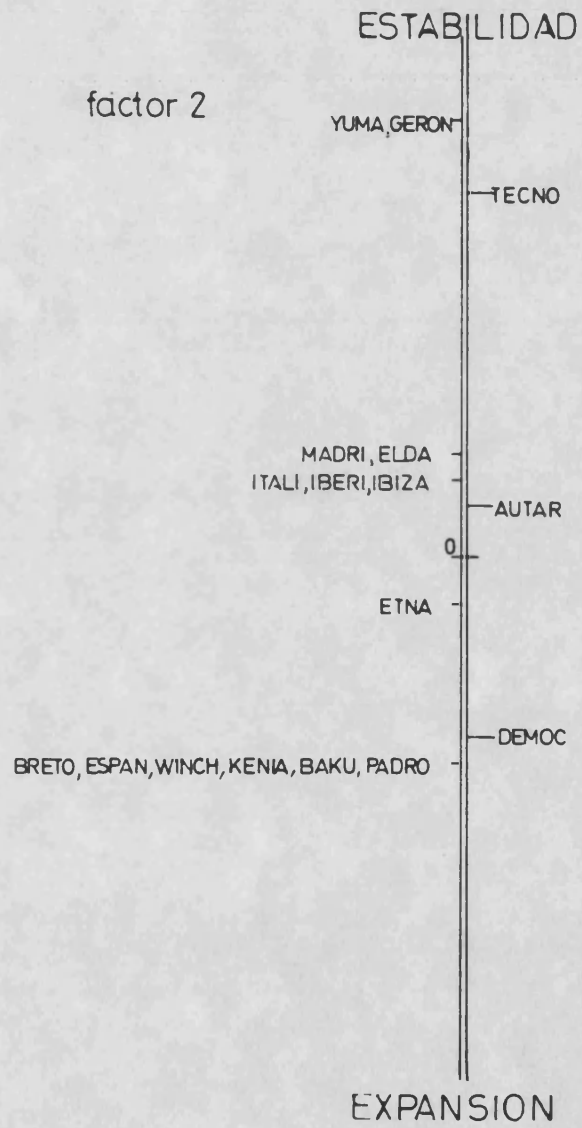 ESTABILIDAD
factor 2
YUMA, GERON
TECNO
MADRI, ELDA
ITALI, IBERI, IBIZA
AUTAR
0
ETNA
DEMOC
BRETO, ESPAN, WINCH, KENIA, BAKU, PADRO
EXPANSION